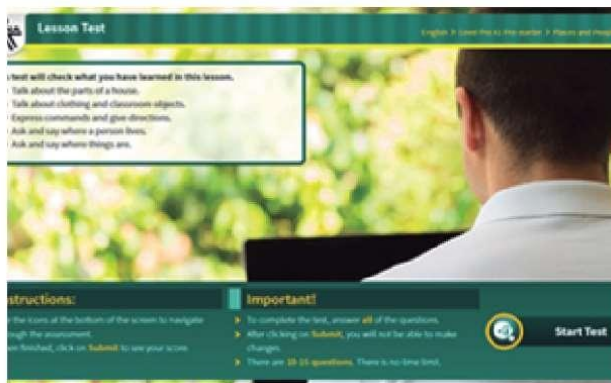 Lesson Test
English > Level Pre to Pre-starter > Places and Peop
test will check what you have learned in this lesson.
Talk about the parts of a house.
Talk about clothing and classroom objects.
Express commands and give directions.
Ask and say where a person lives.
Ask and say where things are.
structions:
the icons at the bottom of the screen to navigate
ough the assessment.
en finished, click on Submit to see your score
Important!
To complete the test, answer all of the questions.
After clicking on Submit, you will not be able to make
changes.
There are 10-15 questions. There is no time limit.
Start Test